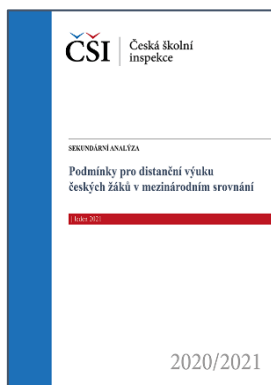 ČŠI
Česká školní
inspekce
SEKUNDÁRNÍ ANALÝZA
Podmínky pro distanční výuku
českých žáků v mezinárodním srovnání
| leden 2021
2020/2021